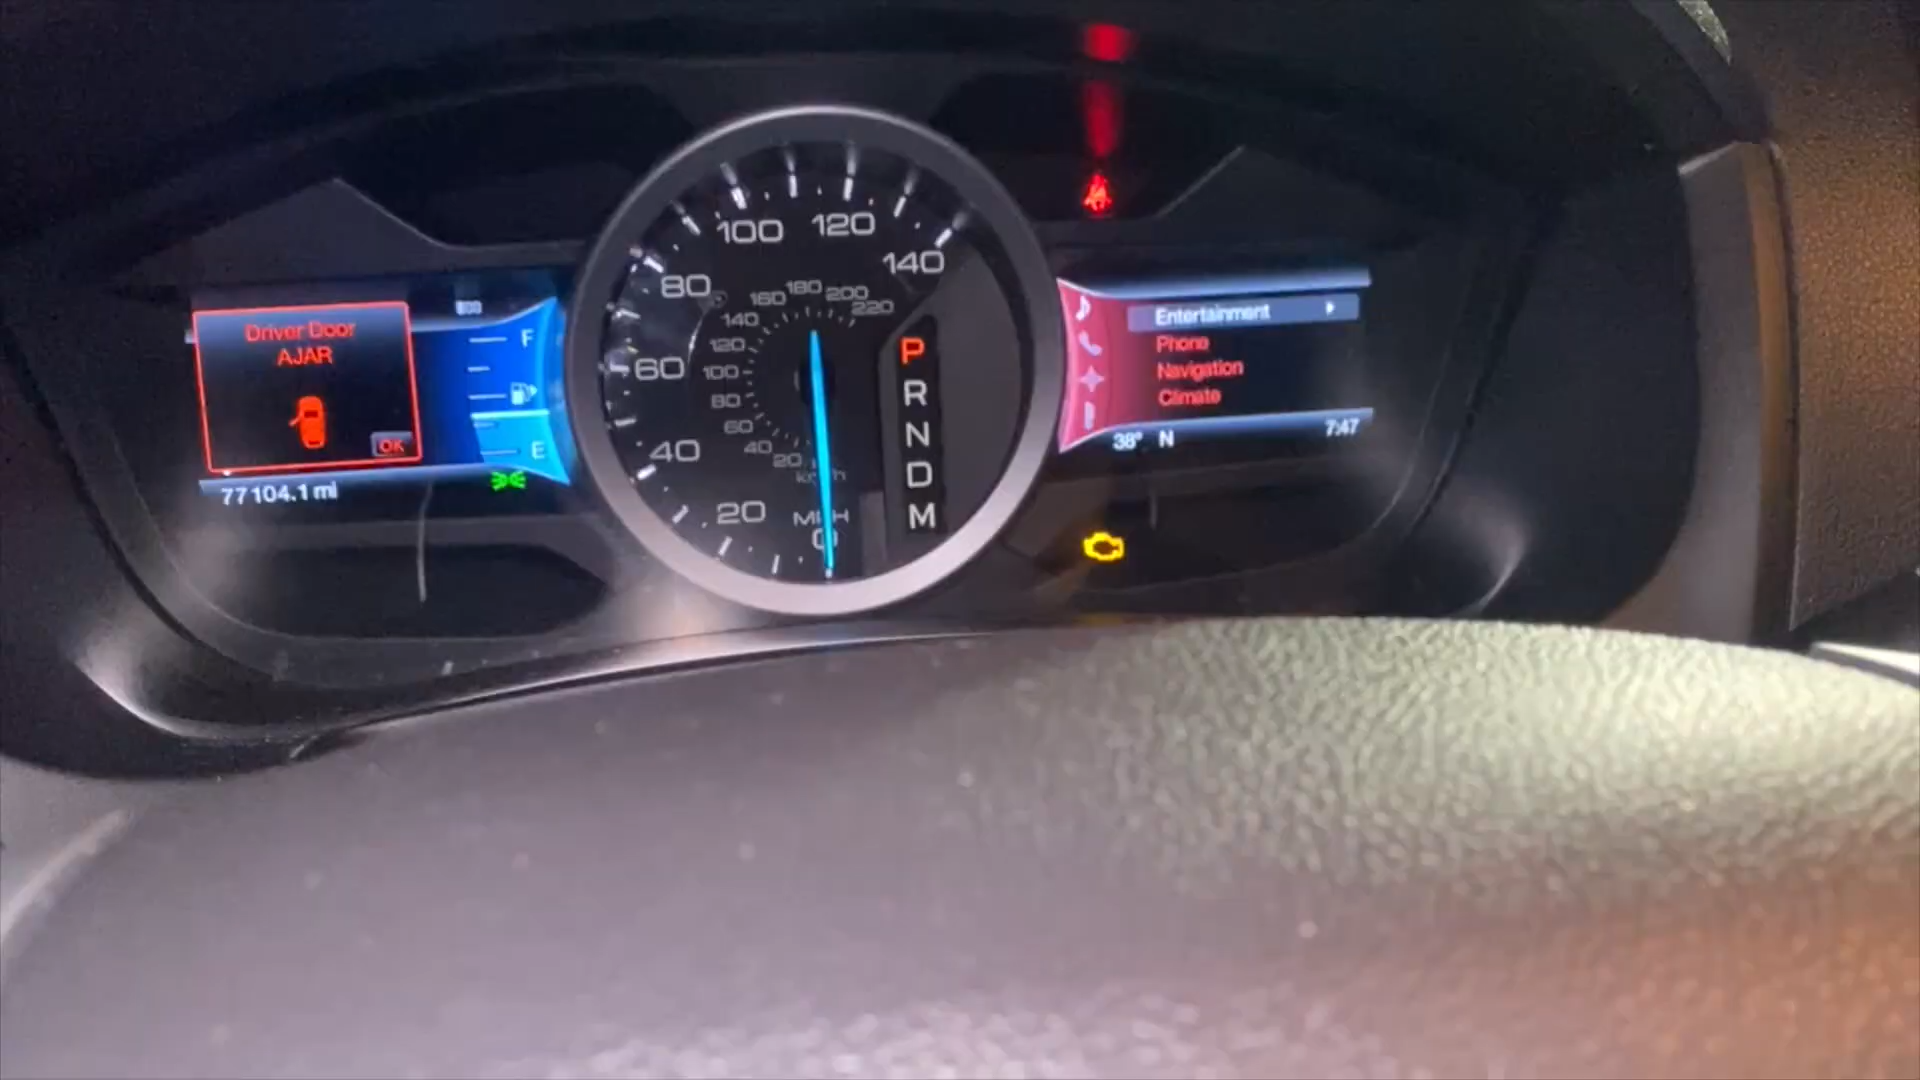 Driver Door
AJAR
OK
F
E
77104.1 mi
0
20
40
60
80
100
120
140
MPH
20
40
60
80
100
120
140
160
180
200
220
km/h
P
R
N
D
M
Entertainment
Phone
Navigation
Climate
38° N
7:47